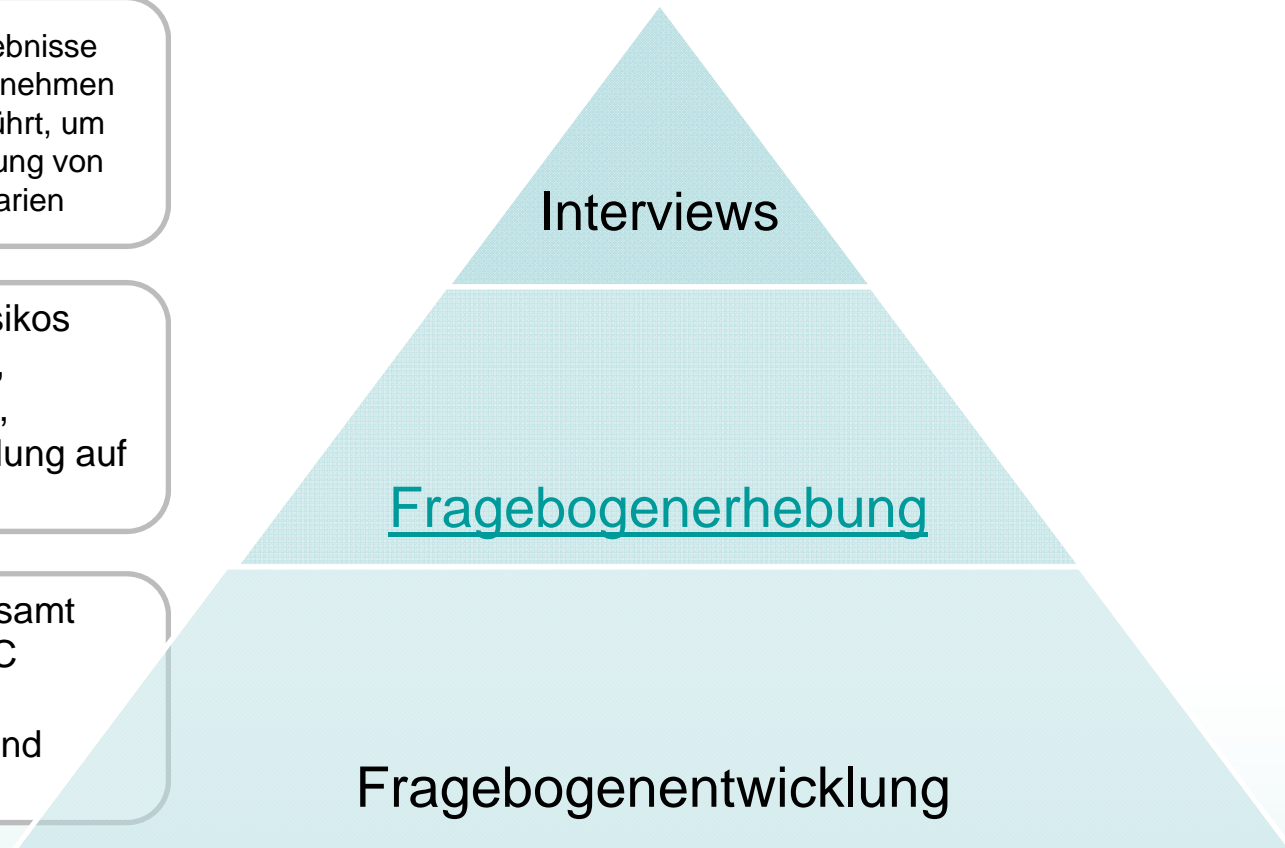 ebnisse
nehmen
ührt, um
ung von
arien
Interviews
sikos
,
,
lung auf
Fragebogenerhebung
samt
C
nd
Fragebogenentwicklung